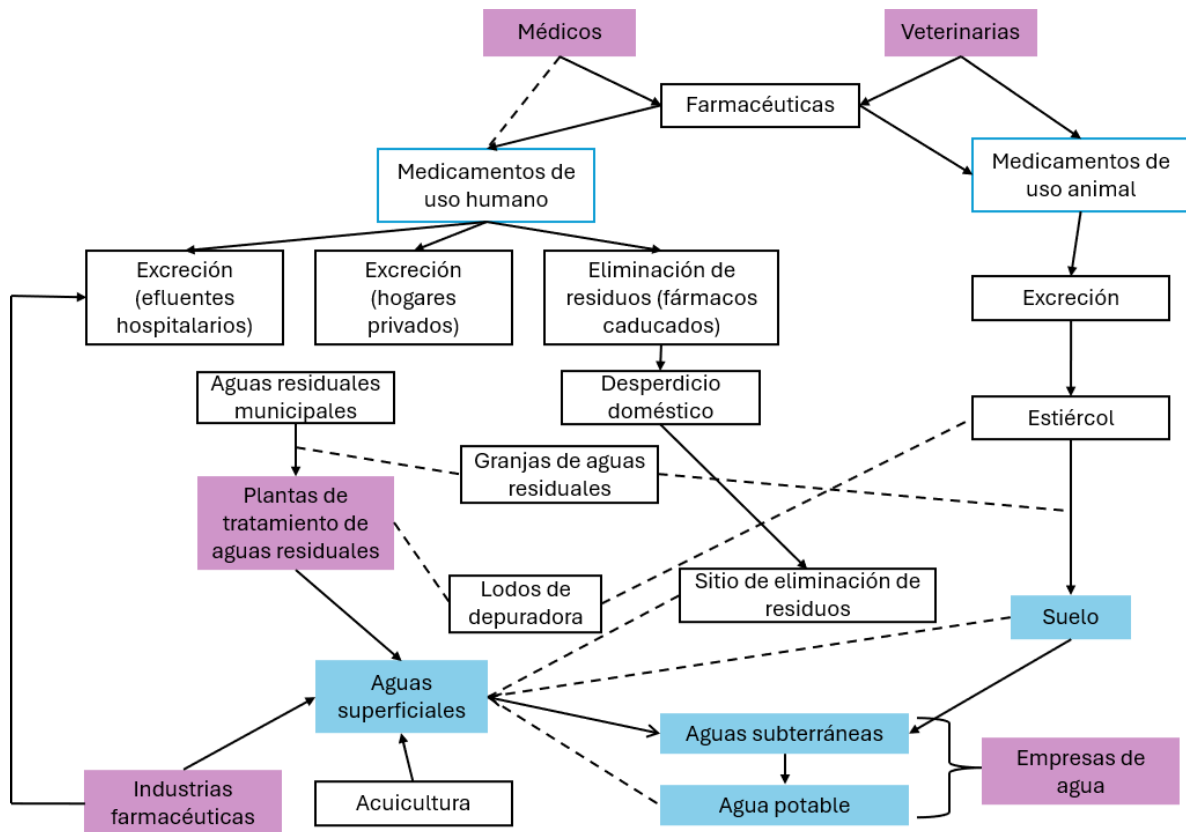 Médicos
Veterinarias
Farmacéuticas
Medicamentos de
uso humano
Medicamentos de
uso animal
Excreción
(efluentes
hospitalarios)
Excreción
(hogares
privados)
Eliminación de
residuos (fármacos
caducados)
Excreción
Aguas residuales
municipales
Desperdicio
doméstico
Estiércol
Granjas de aguas
residuales
Plantas de
tratamiento de
aguas residuales
Lodos de
depuradora
Sitio de eliminación de
residuos
Suelo
Aguas
superficiales
Aguas subterráneas
Empresas de
agua
Industrias
farmacéuticas
Acuicultura
Agua potable